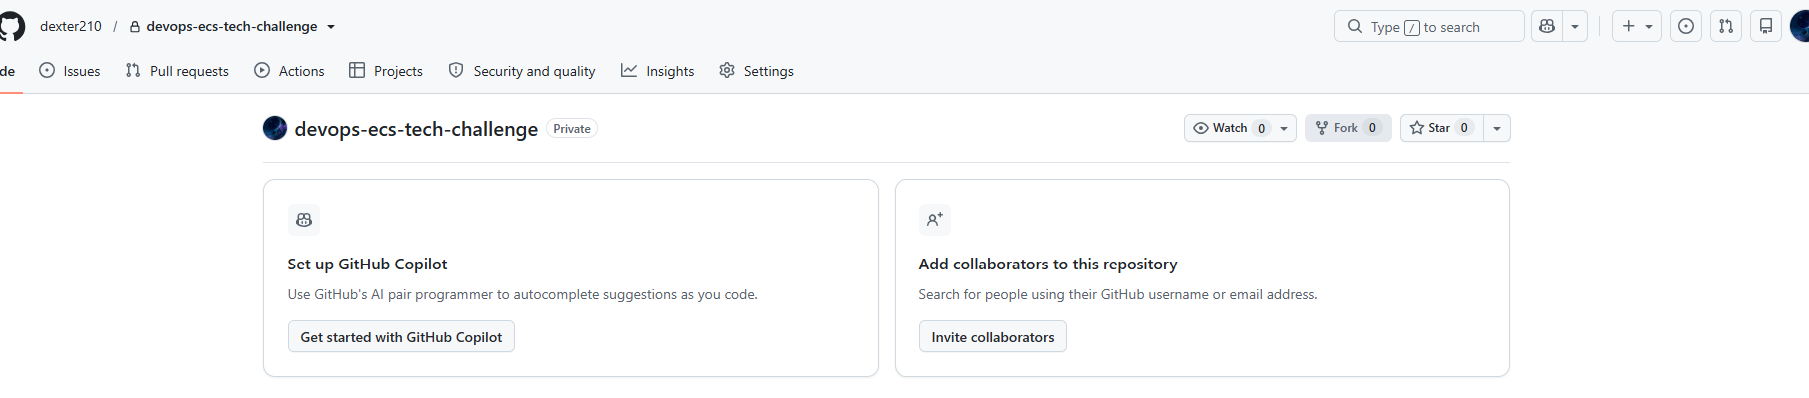 dexter210 / devops-ecs-tech-challenge
Type / to search
de Issues Pull requests Actions Projects Security and quality Insights Settings
devops-ecs-tech-challenge Private
Watch 0 Fork 0 Star 0
Set up GitHub Copilot
Use GitHub's AI pair programmer to autocomplete suggestions as you code.
Get started with GitHub Copilot
Add collaborators to this repository
Search for people using their GitHub username or email address.
Invite collaborators